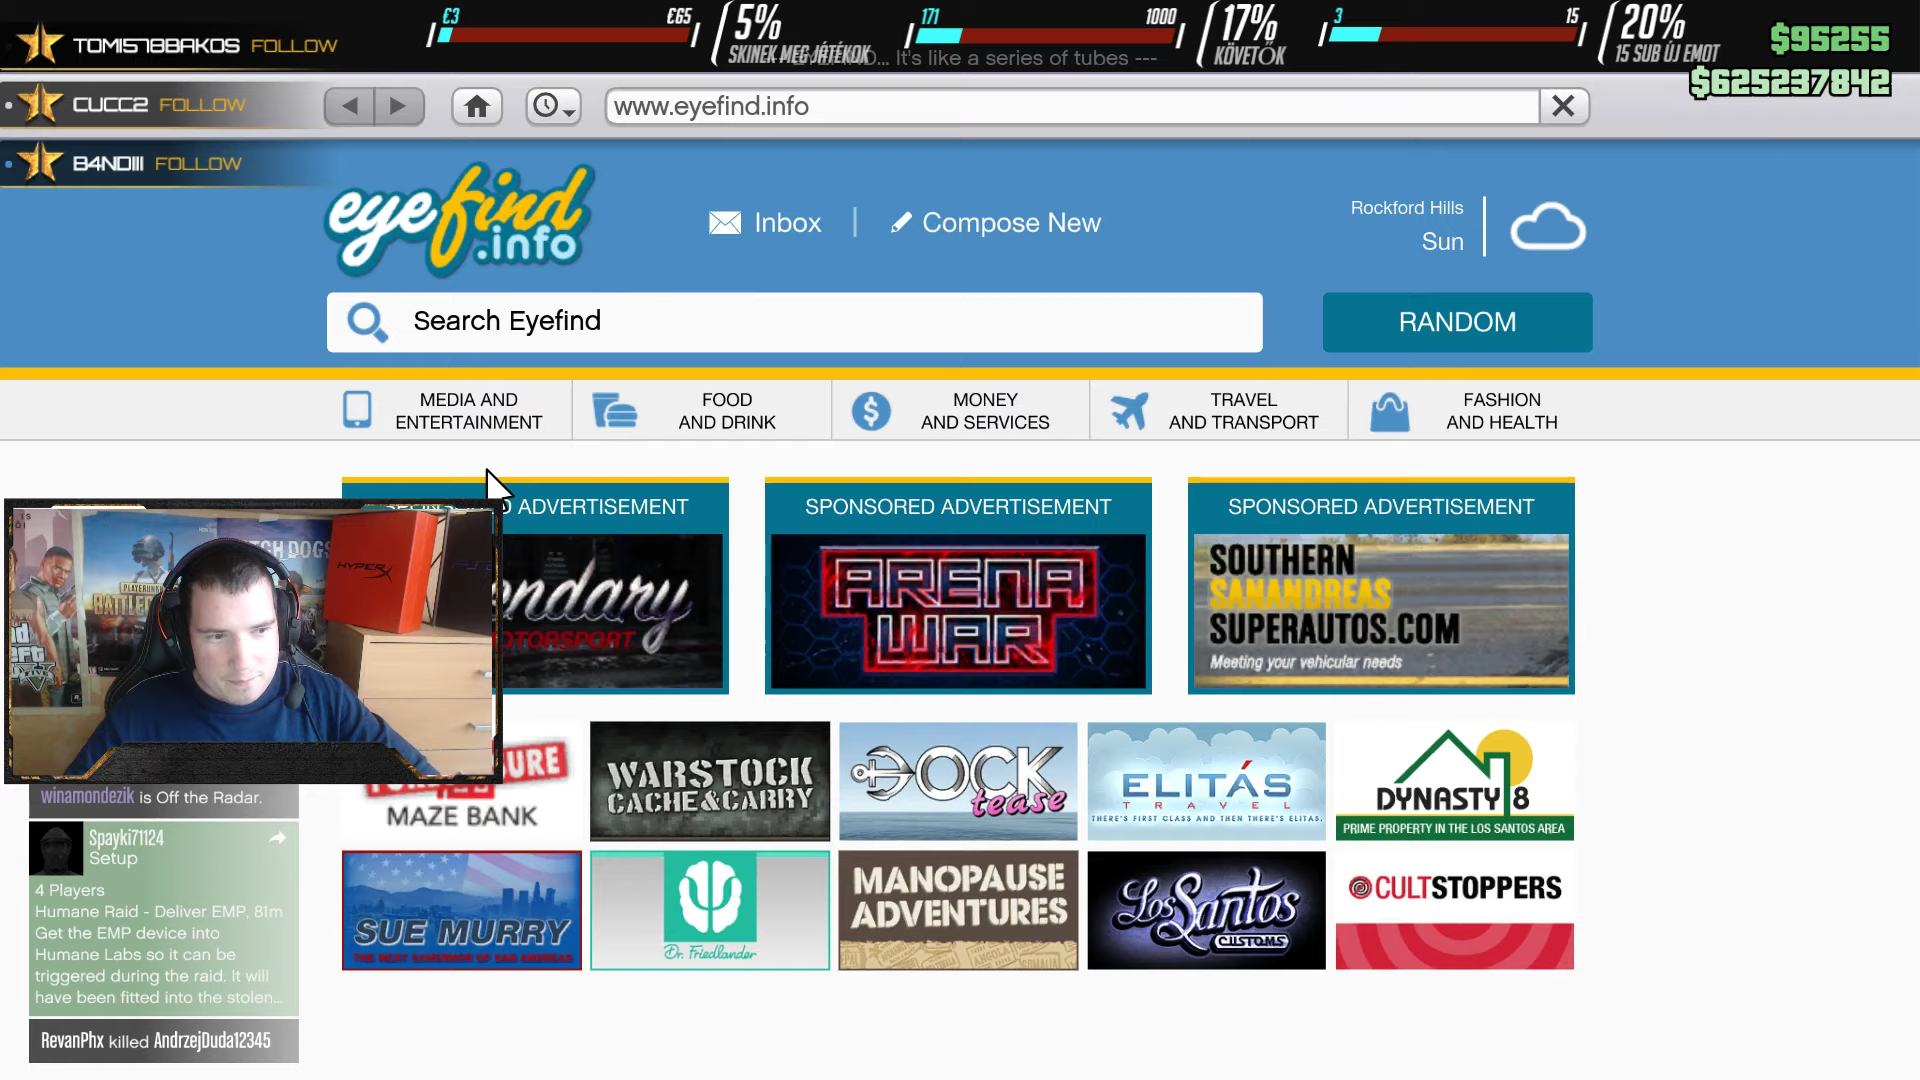 TOMI5788AKOS FOLLOW
€3
€65
5%
SKINEK MEG JÁTÉKOK
171
1000
17%
KÖVETŐK
3
15
20%
15 SUB ÚJ EMOT
$95255
$625237842
It's like a series of tubes ---
CUCC2 FOLLOW
www.eyefind.info
B4NDIII FOLLOW
eyefind
.info
Inbox
Compose New
Rockford Hills
Sun
Search Eyefind
RANDOM
MEDIA AND
ENTERTAINMENT
FOOD
AND DRINK
MONEY
AND SERVICES
TRAVEL
AND TRANSPORT
FASHION
AND HEALTH
ADVERTISEMENT
SPONSORED ADVERTISEMENT
SPONSORED ADVERTISEMENT
ARENA
WAR
SOUTHERN
SANANDREAS
SUPERAUTOS.COM
Meeting your vehicular needs
HYPERX
MAZE BANK
WARSTOCK
CACHE&CARRY
DOCK
tease
ELITÁS
TRAVEL
THERE'S FIRST CLASS AND THEN THERE'S ELITAS.
DYNASTY 8
PRIME PROPERTY IN THE LOS SANTOS AREA
SUE MURRY
THE NEXT GOVERNOR OF SAN ANDREAS
Dr. Friedlander
MANOPAUSE
ADVENTURES
Los Santos
CUSTOMS
CULTSTOPPERS
winamondezik is Off the Radar.
Spayki71124
Setup
4 Players
Humane Raid - Deliver EMP, 81m
Get the EMP device into
Humane Labs so it can be
triggered during the raid. It will
have been fitted into the stolen...
RevanPhx killed AndrzejDuda12345